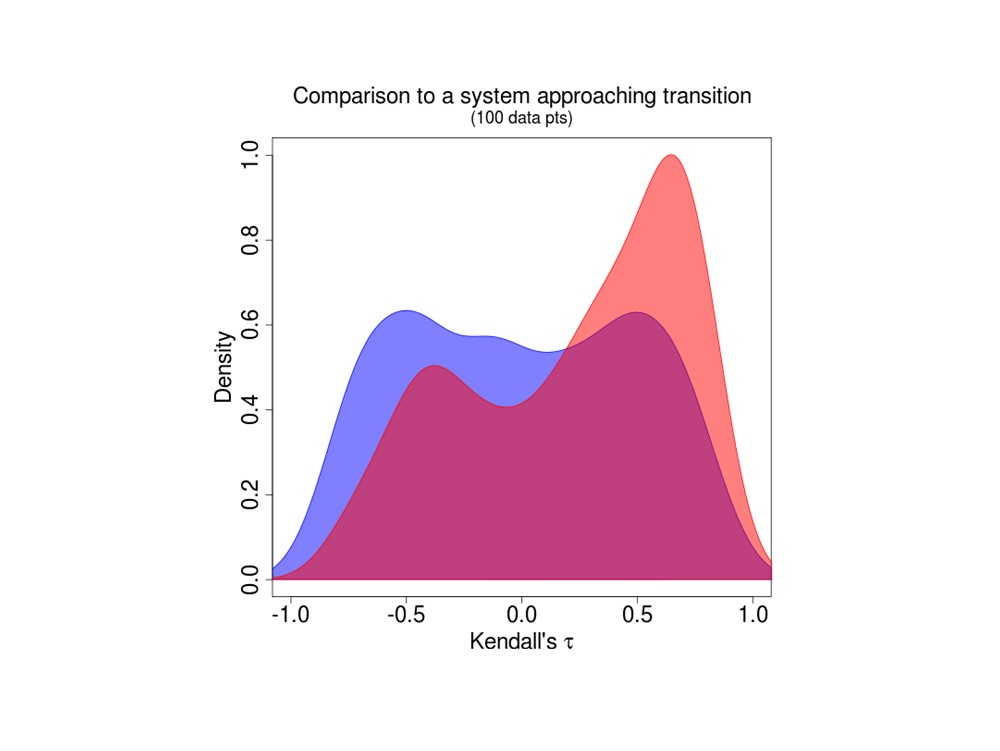 Comparison to a system approaching transition
(100 data pts)
1.0
0.8
0.6
0.4
0.2
0.0
Density
-1.0 -0.5 0.0 0.5 1.0
Kendall's τ